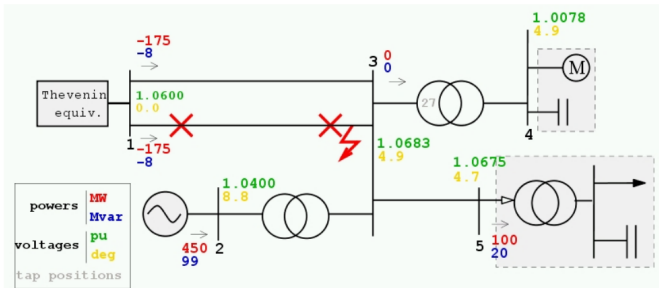 1.0078
4.9
-175
-8
3
0
0
M
Thevenin
equiv.
1.0600
0.0
27
4
1
-175
-8
1.0683
4.9
1.0675
4.7
1.0400
8.8
powers
MW
Mvar
voltages
pu
deg
tap positions
450
99
2
5
100
20